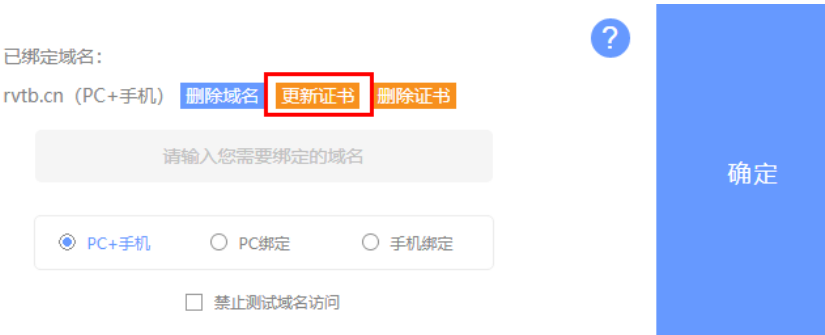 ?
已绑定域名：
rvtb.cn（PC+手机） 删除域名 更新证书 删除证书
请输入您需要绑定的域名
确定
PC+手机 PC绑定 手机绑定
禁止测试域名访问